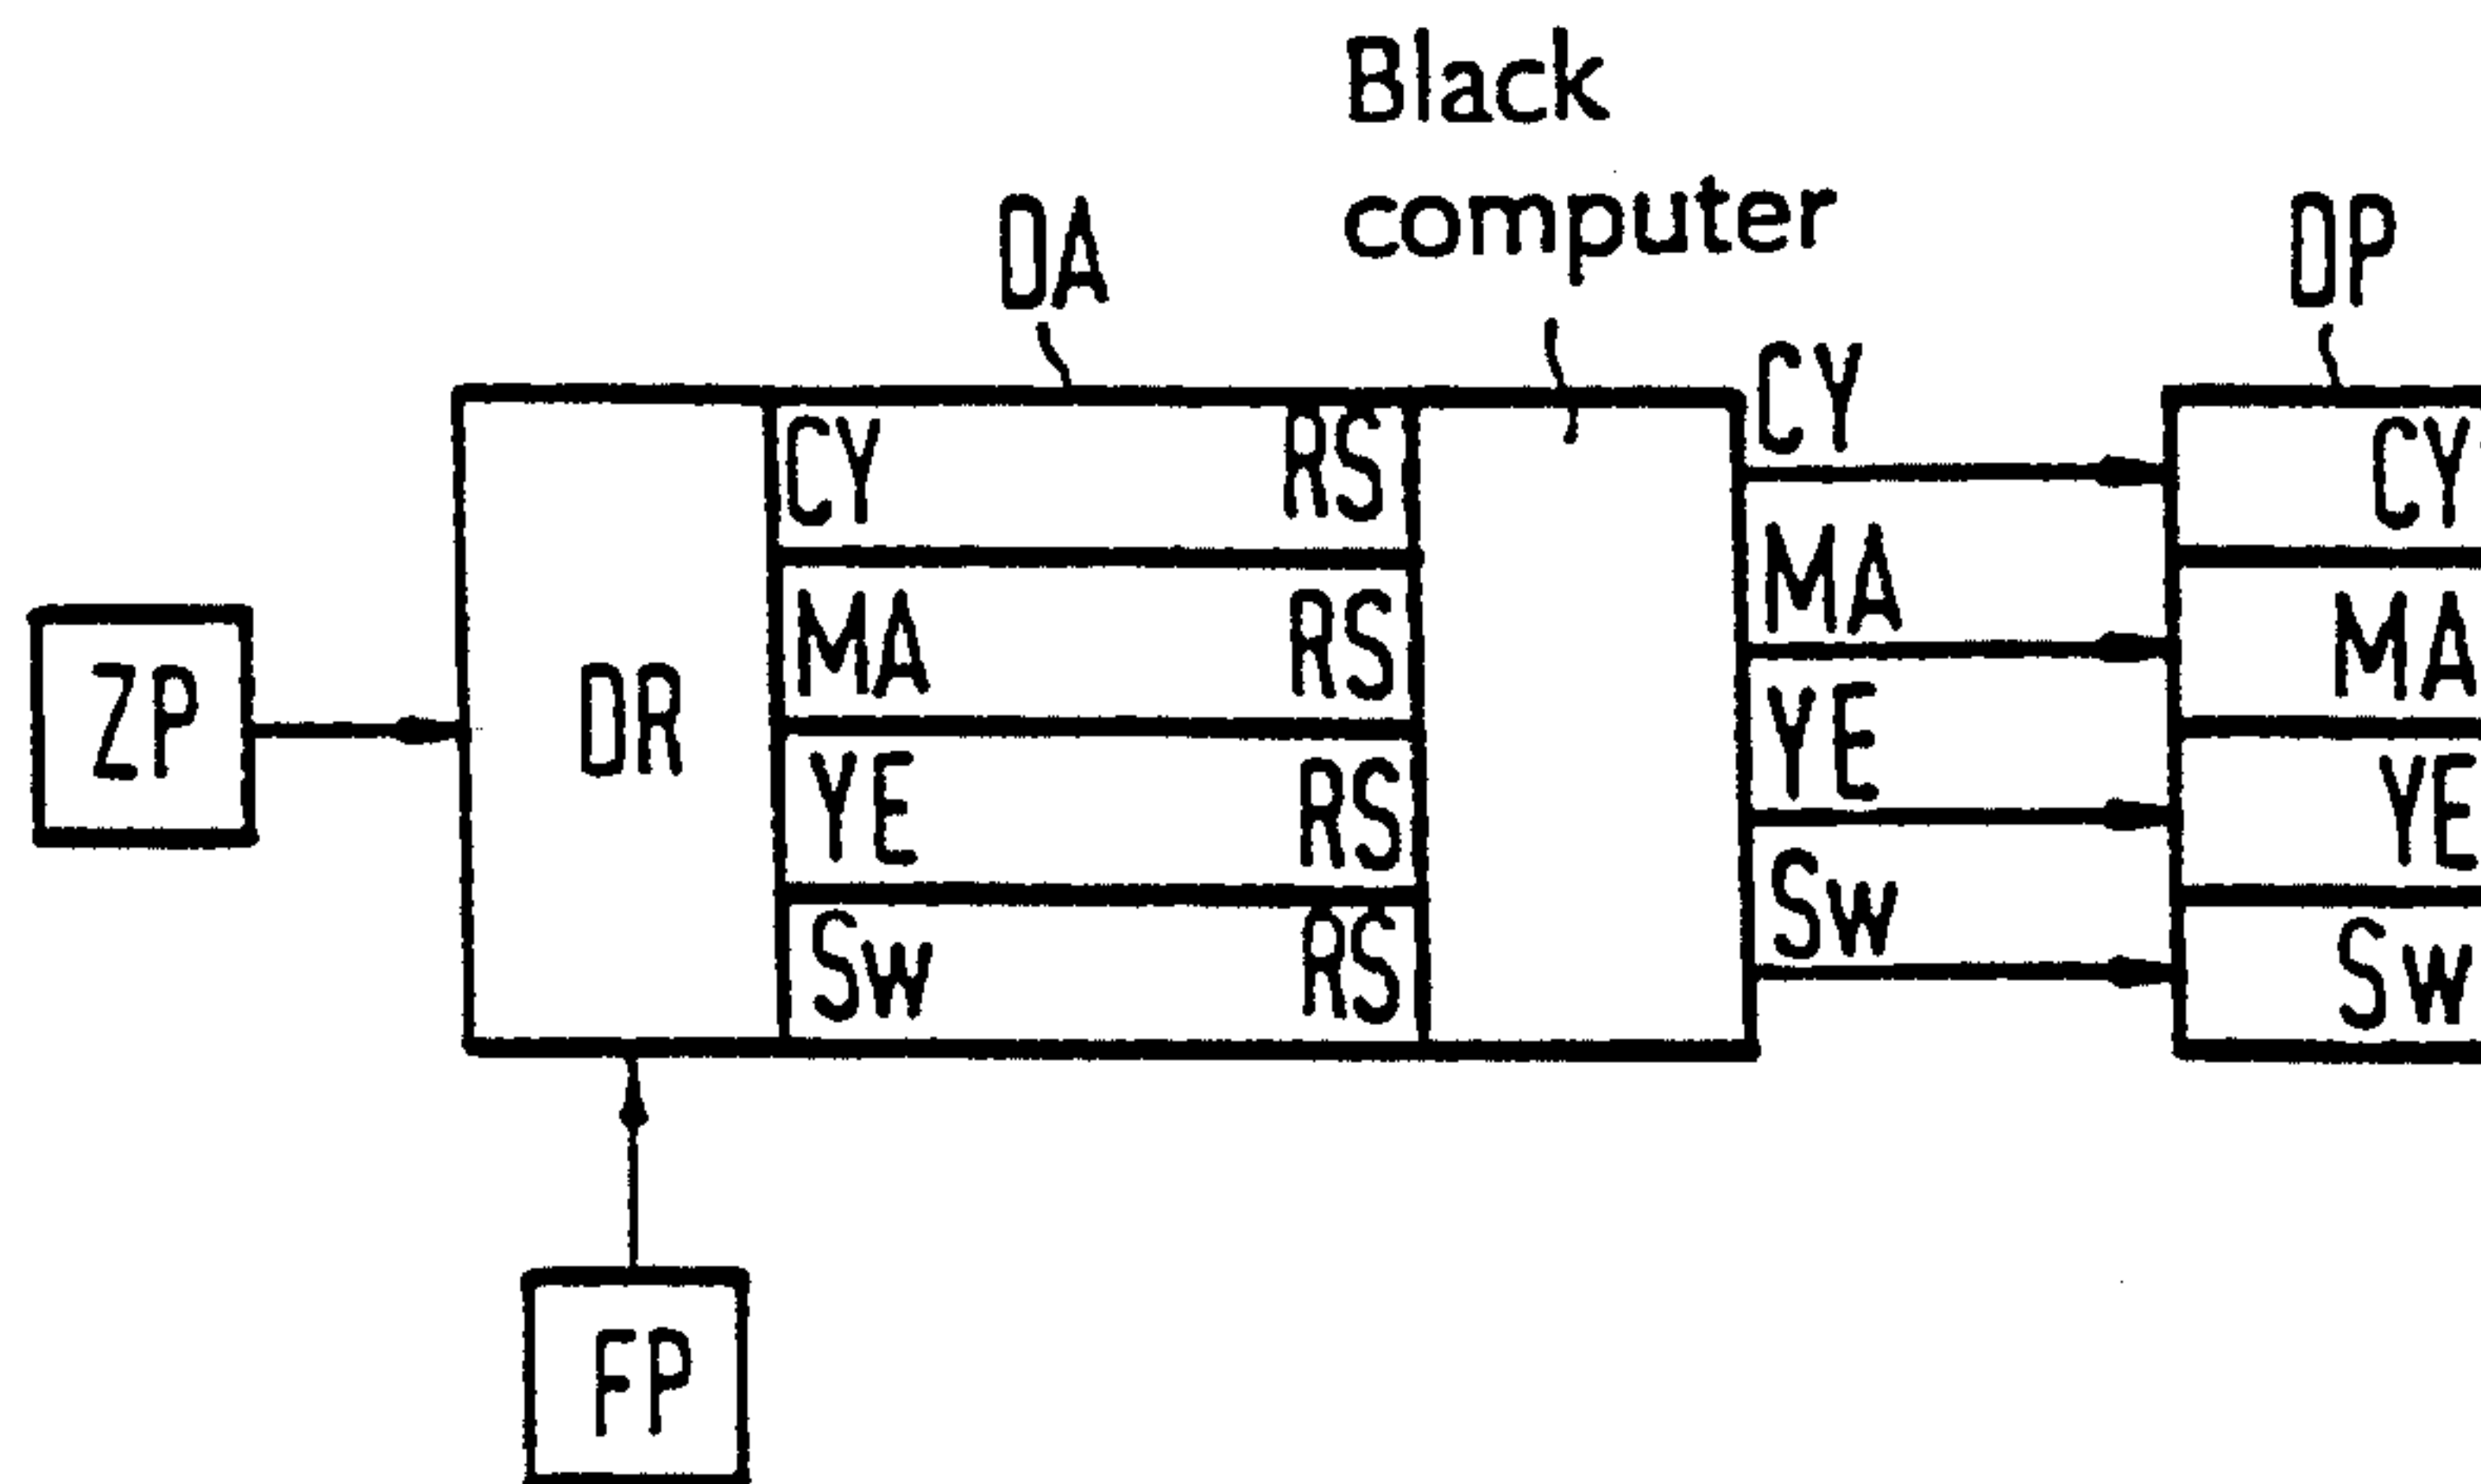 Black
computer
DA
DP
CY RS
CY
CY
MA RS
MA
MA
ZP
DR
YE RS
YE
YE
Sw RS
Sw
Sw
FP